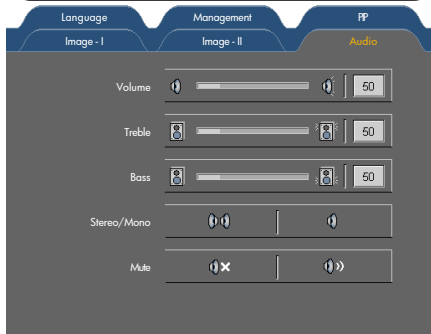 Language Management PIP
Image - I Image - II Audio
Volume 50
Treble 50
Bass 50
Stereo/Mono
Mute